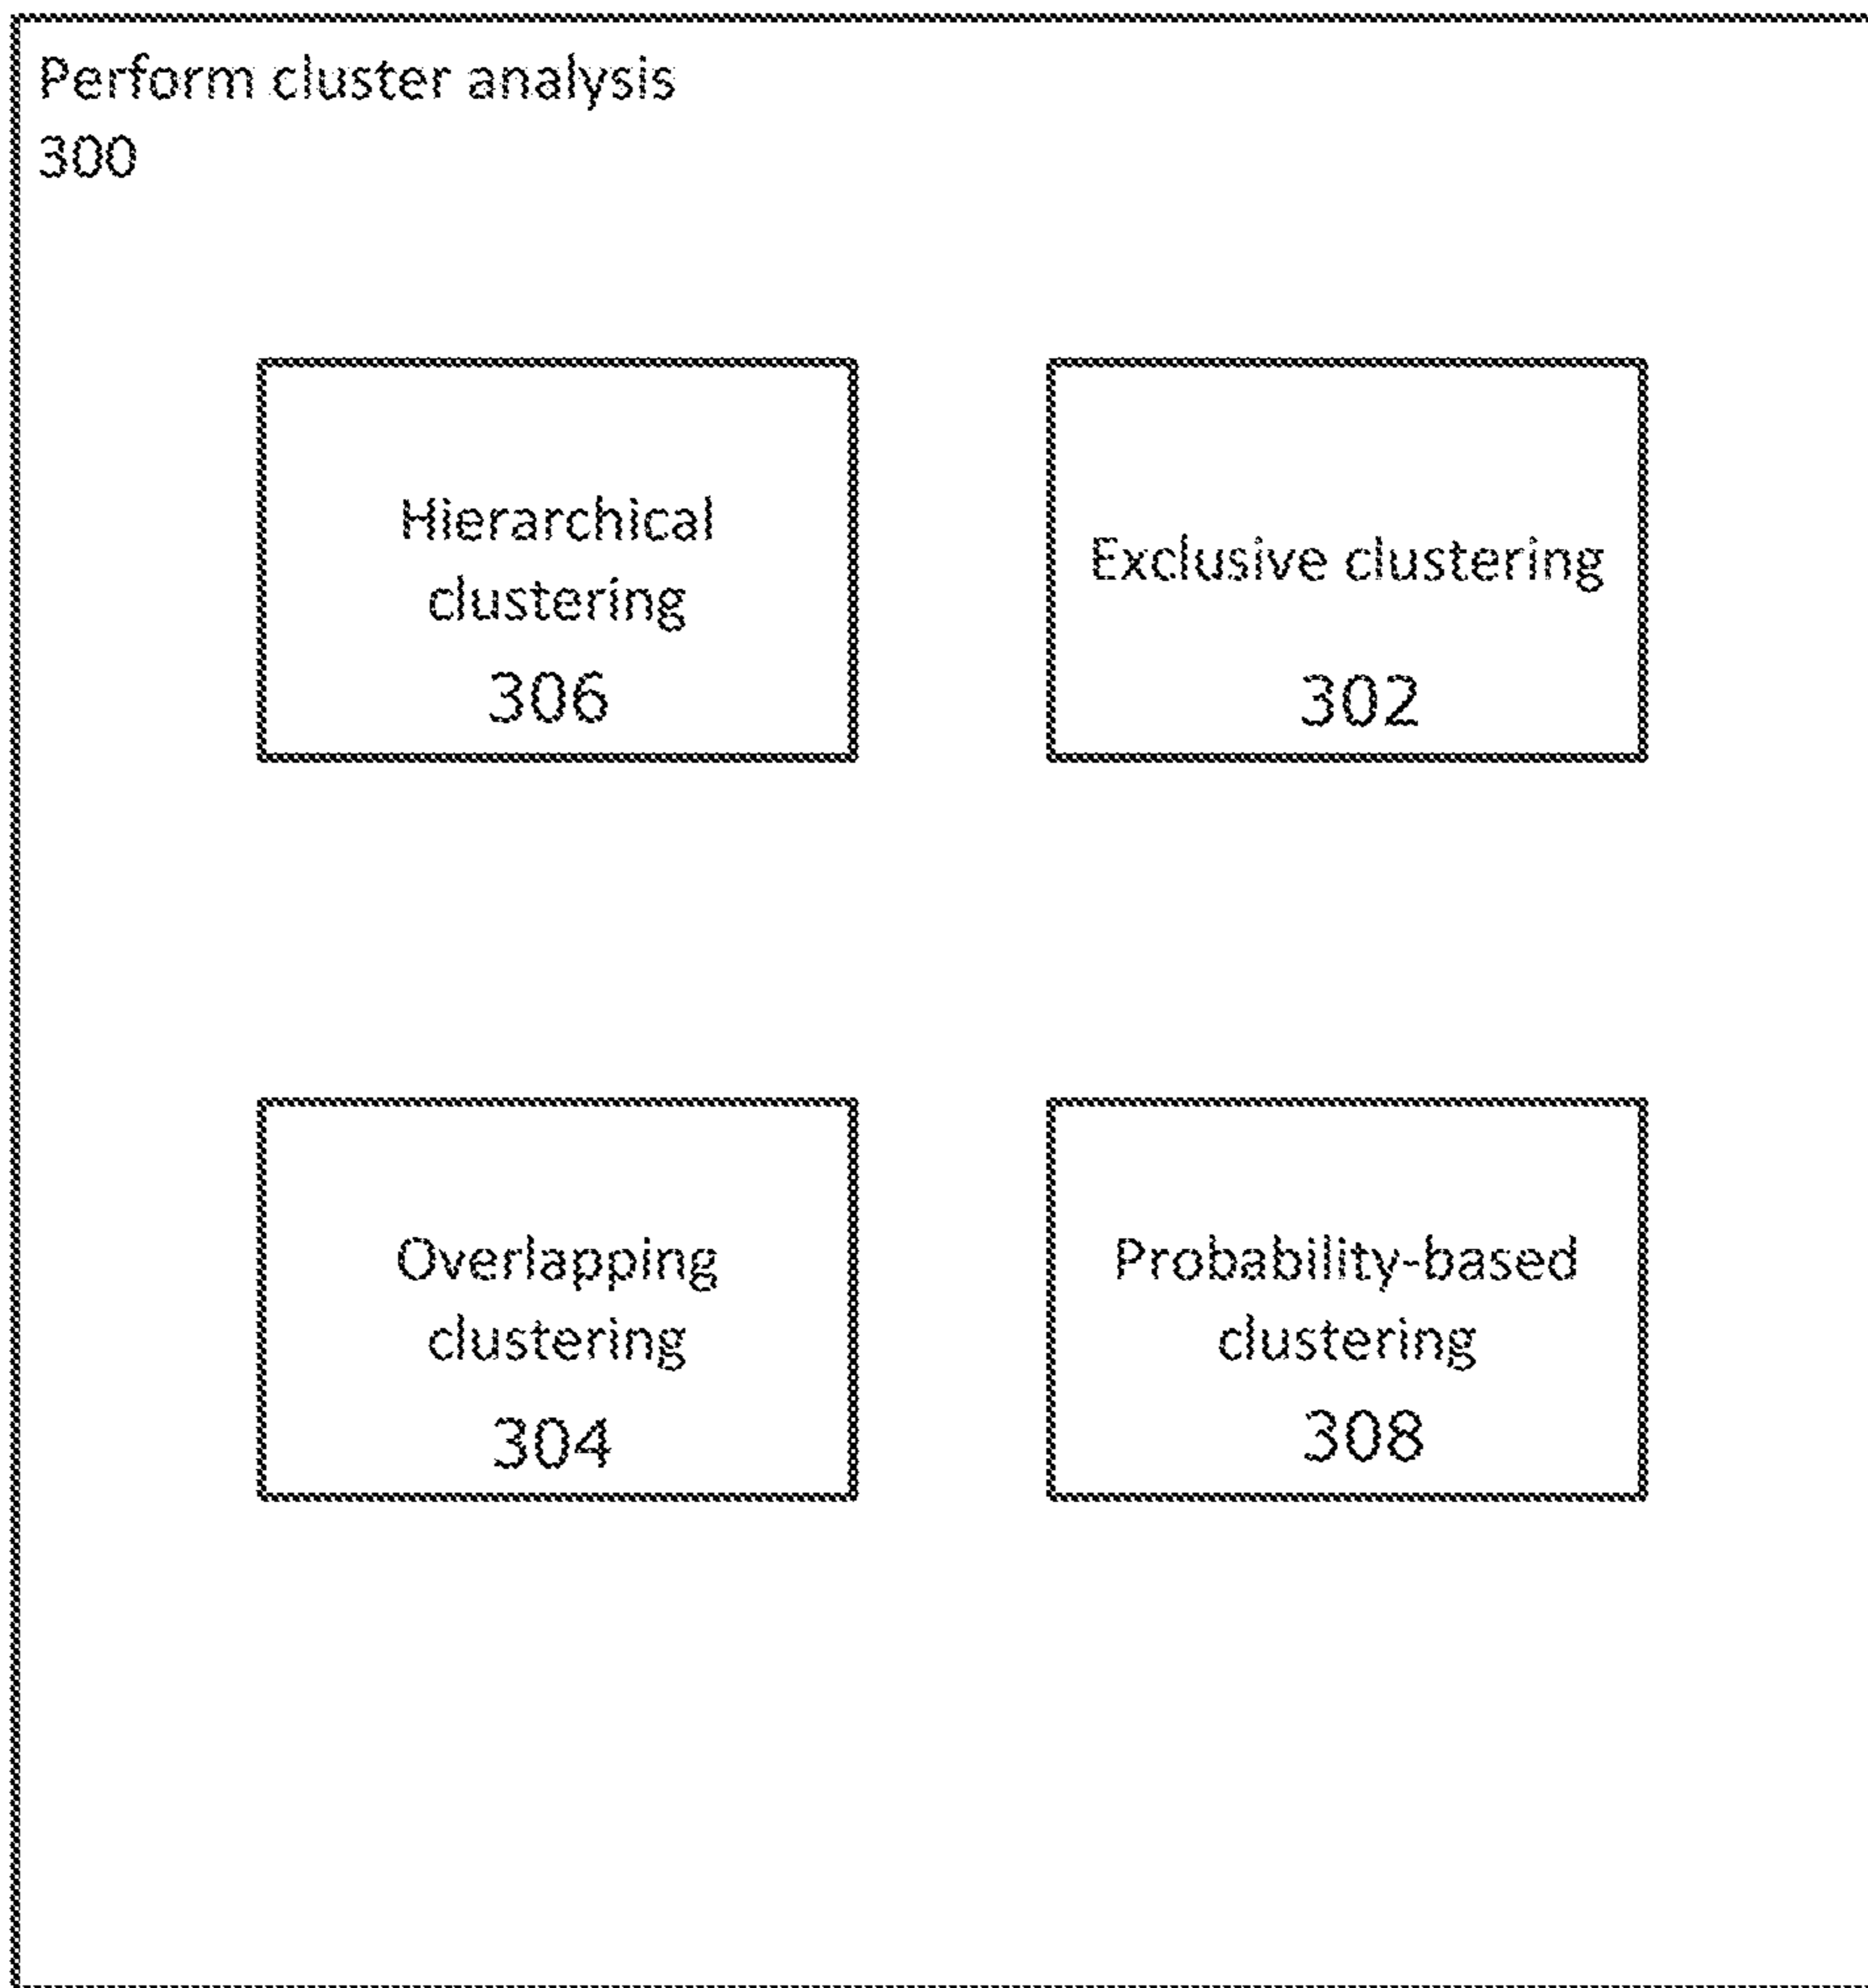 Perform cluster analysis
300
Hierarchical
clustering
306
Exclusive clustering
302
Overlapping
clustering
304
Probability-based
clustering
308